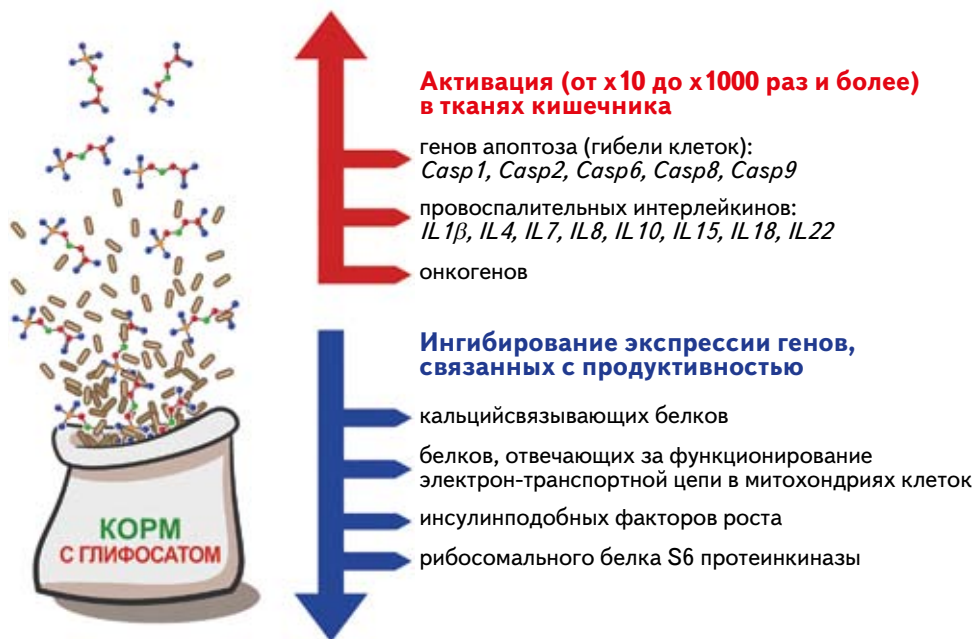 Активация (от х10 до х1000 раз и более)
в тканях кишечника
генов апоптоза (гибели клеток):
Casp1, Casp2, Casp6, Casp8, Casp9
провоспалительных интерлейкинов:
IL1β, IL4, IL7, IL8, IL10, IL15, IL18, IL22
онкогенов
Ингибирование экспрессии генов,
связанных с продуктивностью
кальцийсвязывающих белков
белков, отвечающих за функционирование
электрон-транспортной цепи в митохондриях клеток
инсулинподобных факторов роста
рибосомального белка S6 протеинкиназы
КОРМ
С ГЛИФОСАТОМ